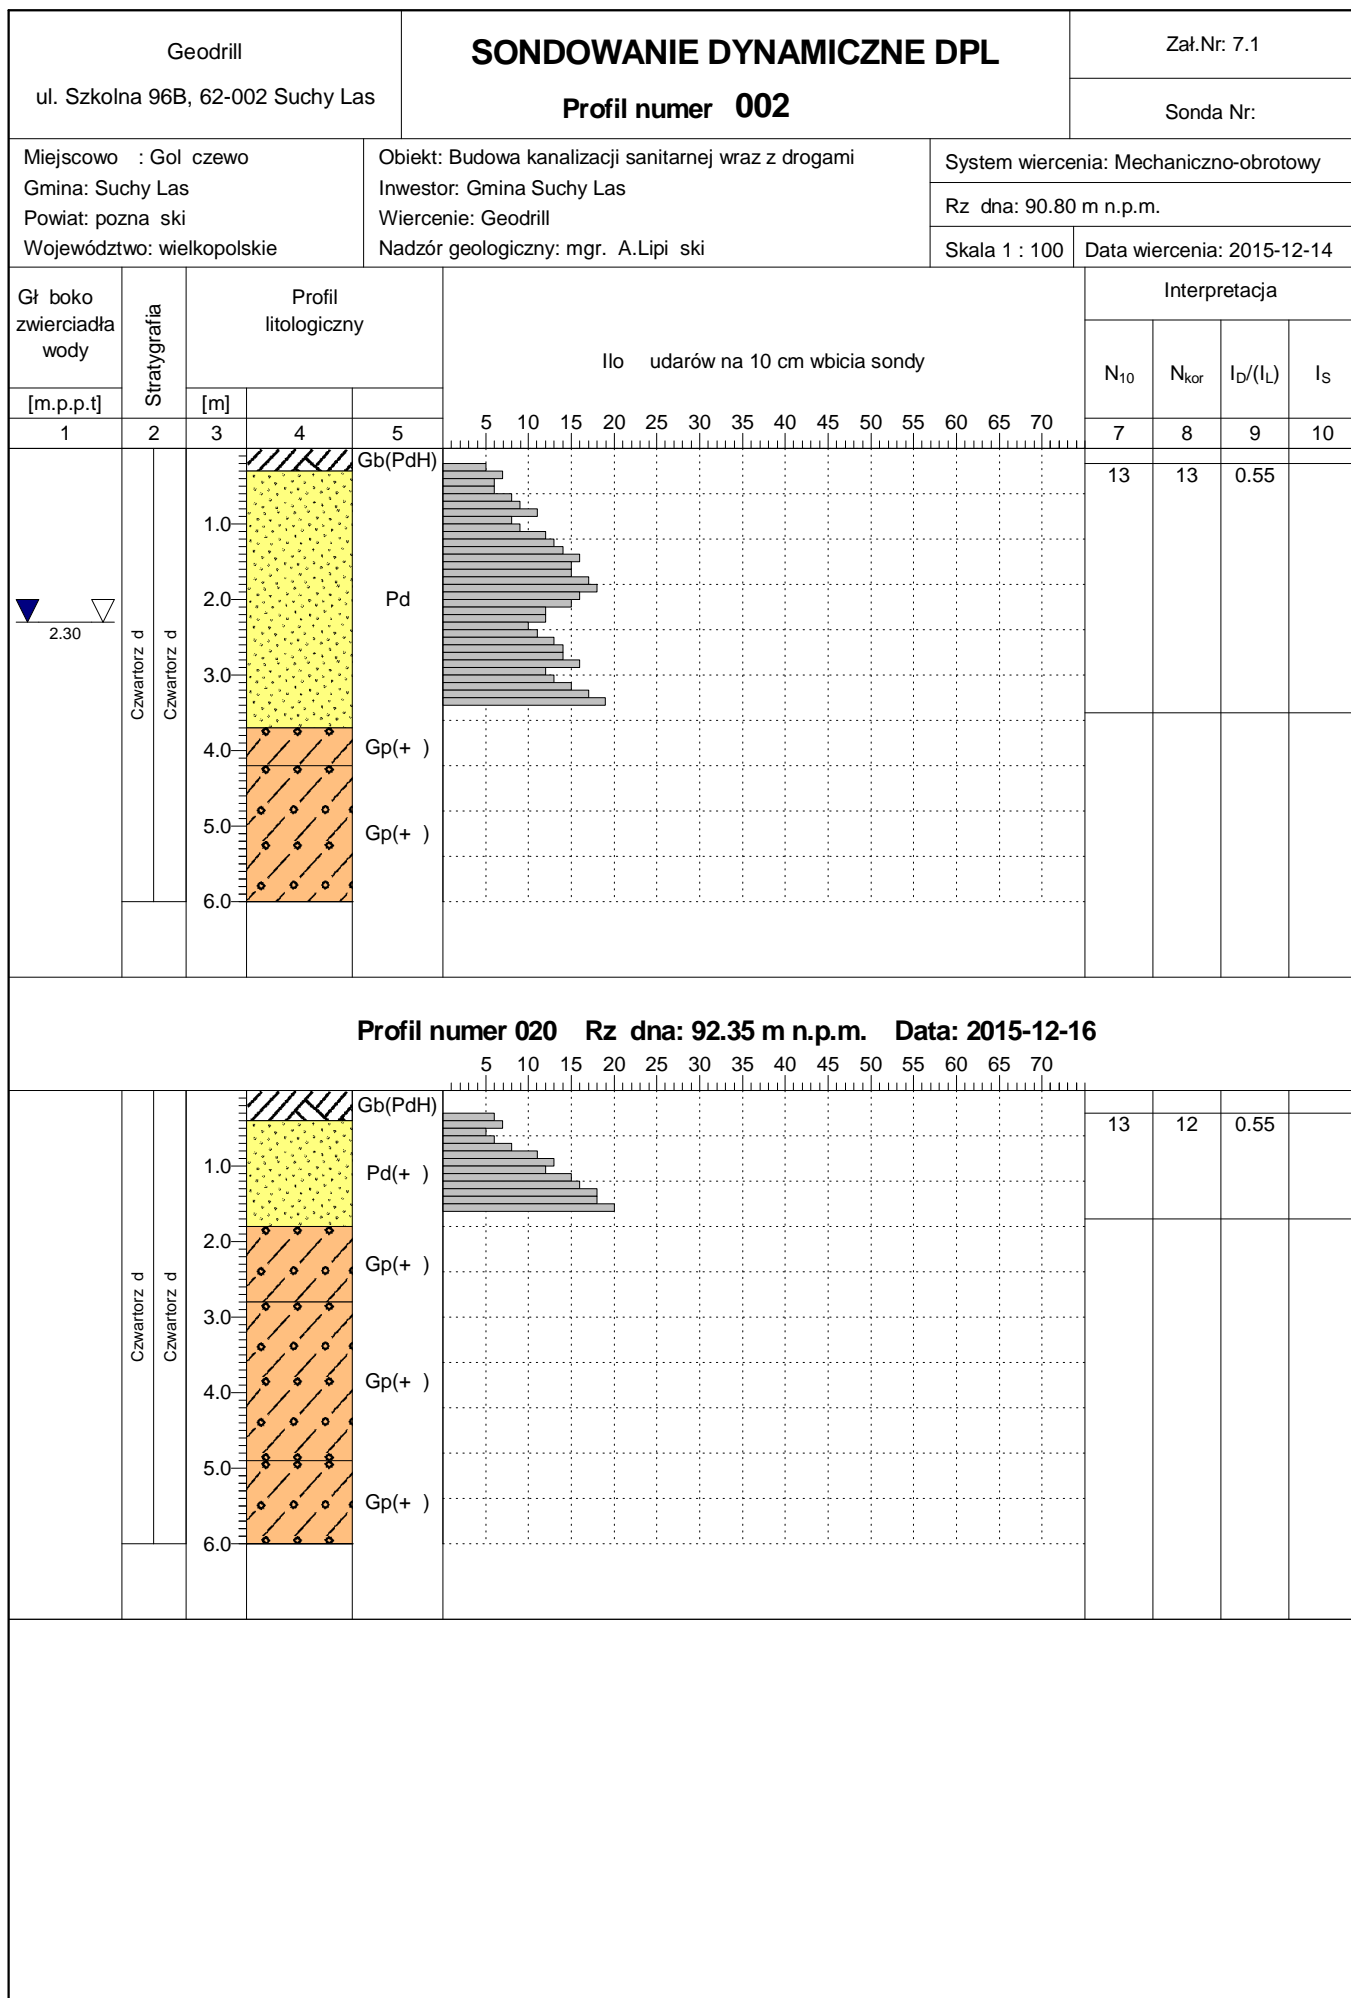 Geodrill
ul. Szkolna 96B, 62-002 Suchy Las
SONDOWANIE DYNAMICZNE DPL
Profil numer 002
Zał.Nr: 7.1
Sonda Nr:
Miejscowo : Gol czewo
Gmina: Suchy Las
Powiat: pozna ski
Województwo: wielkopolskie
Obiekt: Budowa kanalizacji sanitarnej wraz z drogami
Inwestor: Gmina Suchy Las
Wiercenie: Geodrill
Nadzór geologiczny: mgr. A.Lipi ski
System wiercenia: Mechaniczno-obrotowy
Rz dna: 90.80 m n.p.m.
Skala 1 : 100
Data wiercenia: 2015-12-14
Gł boko
zwierciadła
wody
[m.p.p.t]
Stratygrafia
Profil
litologiczny
[m]
Ilo udarów na 10 cm wbicia sondy
Interpretacja
N10 Nkor ID/(IL) IS
5 10 15 20 25 30 35 40 45 50 55 60 65 70
1 2 3 4 5 7 8 9 10
Gb(PdH)
13 13 0.55
1.0
2.0
Pd
2.30
3.0
4.0
Gp(+ )
5.0
Gp(+ )
6.0
Czwartorz d
Czwartorz d
Profil numer 020 Rz dna: 92.35 m n.p.m. Data: 2015-12-16
5 10 15 20 25 30 35 40 45 50 55 60 65 70
Gb(PdH)
13 12 0.55
1.0
Pd(+ )
2.0
Gp(+ )
3.0
4.0
Gp(+ )
5.0
Gp(+ )
6.0
Czwartorz d
Czwartorz d